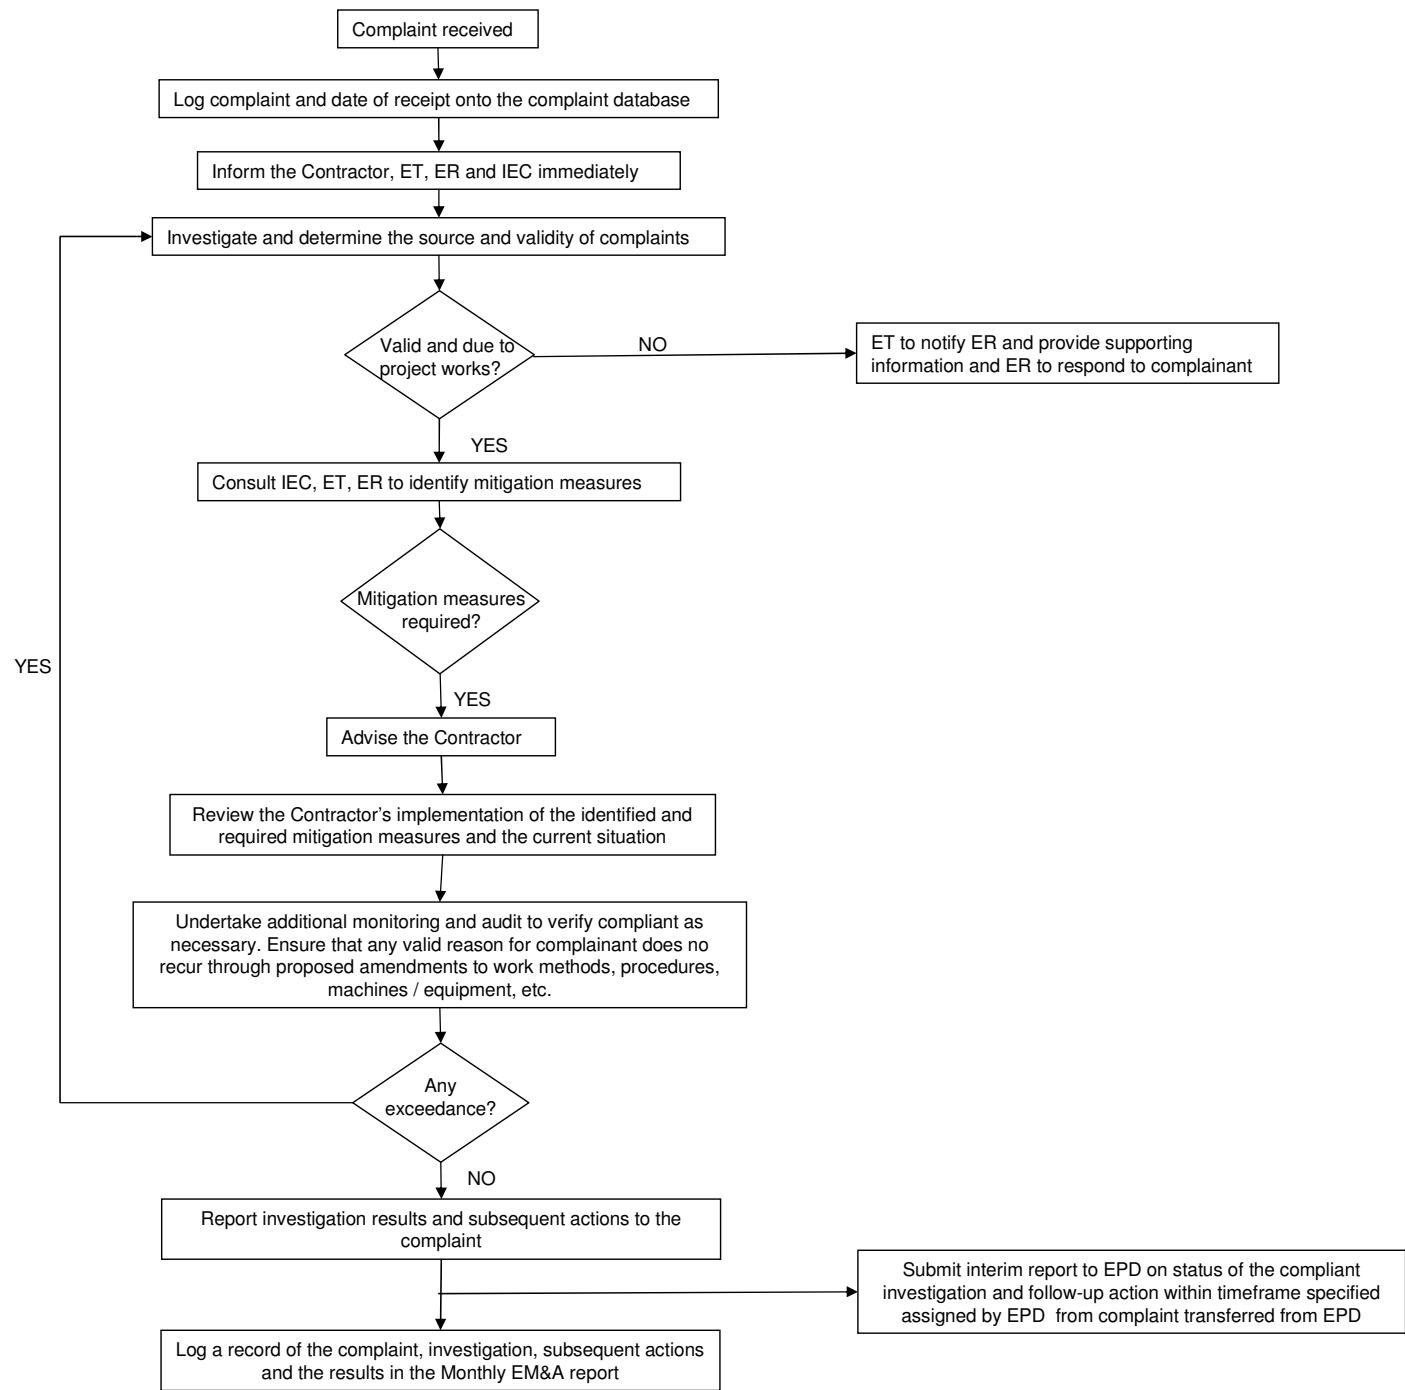 Complaint received
Log complaint and date of receipt onto the complaint database
Inform the Contractor, ET, ER and IEC immediately
Investigate and determine the source and validity of complaints
Valid and due to
project works?
NO
ET to notify ER and provide supporting
information and ER to respond to complainant
YES
Consult IEC, ET, ER to identify mitigation measures
Mitigation measures
required?
YES
YES
Advise the Contractor
Review the Contractor’s implementation of the identified and
required mitigation measures and the current situation
Undertake additional monitoring and audit to verify compliant as
necessary. Ensure that any valid reason for complainant does no
recur through proposed amendments to work methods, procedures,
machines / equipment, etc.
Any
exceedance?
NO
Report investigation results and subsequent actions to the
complaint
Submit interim report to EPD on status of the compliant
investigation and follow-up action within timeframe specified
assigned by EPD  from complaint transferred from EPD
Log a record of the complaint, investigation, subsequent actions
and the results in the Monthly EM&A report